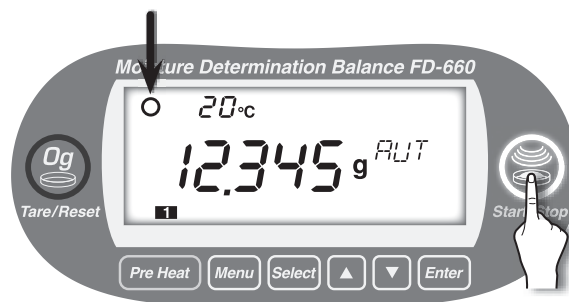 Moisture Determination Balance FD-660
20°C
12.345 g AUT
1
0g
Tare/Reset
Start/Stop
Pre Heat Menu Select ▲ ▼ Enter